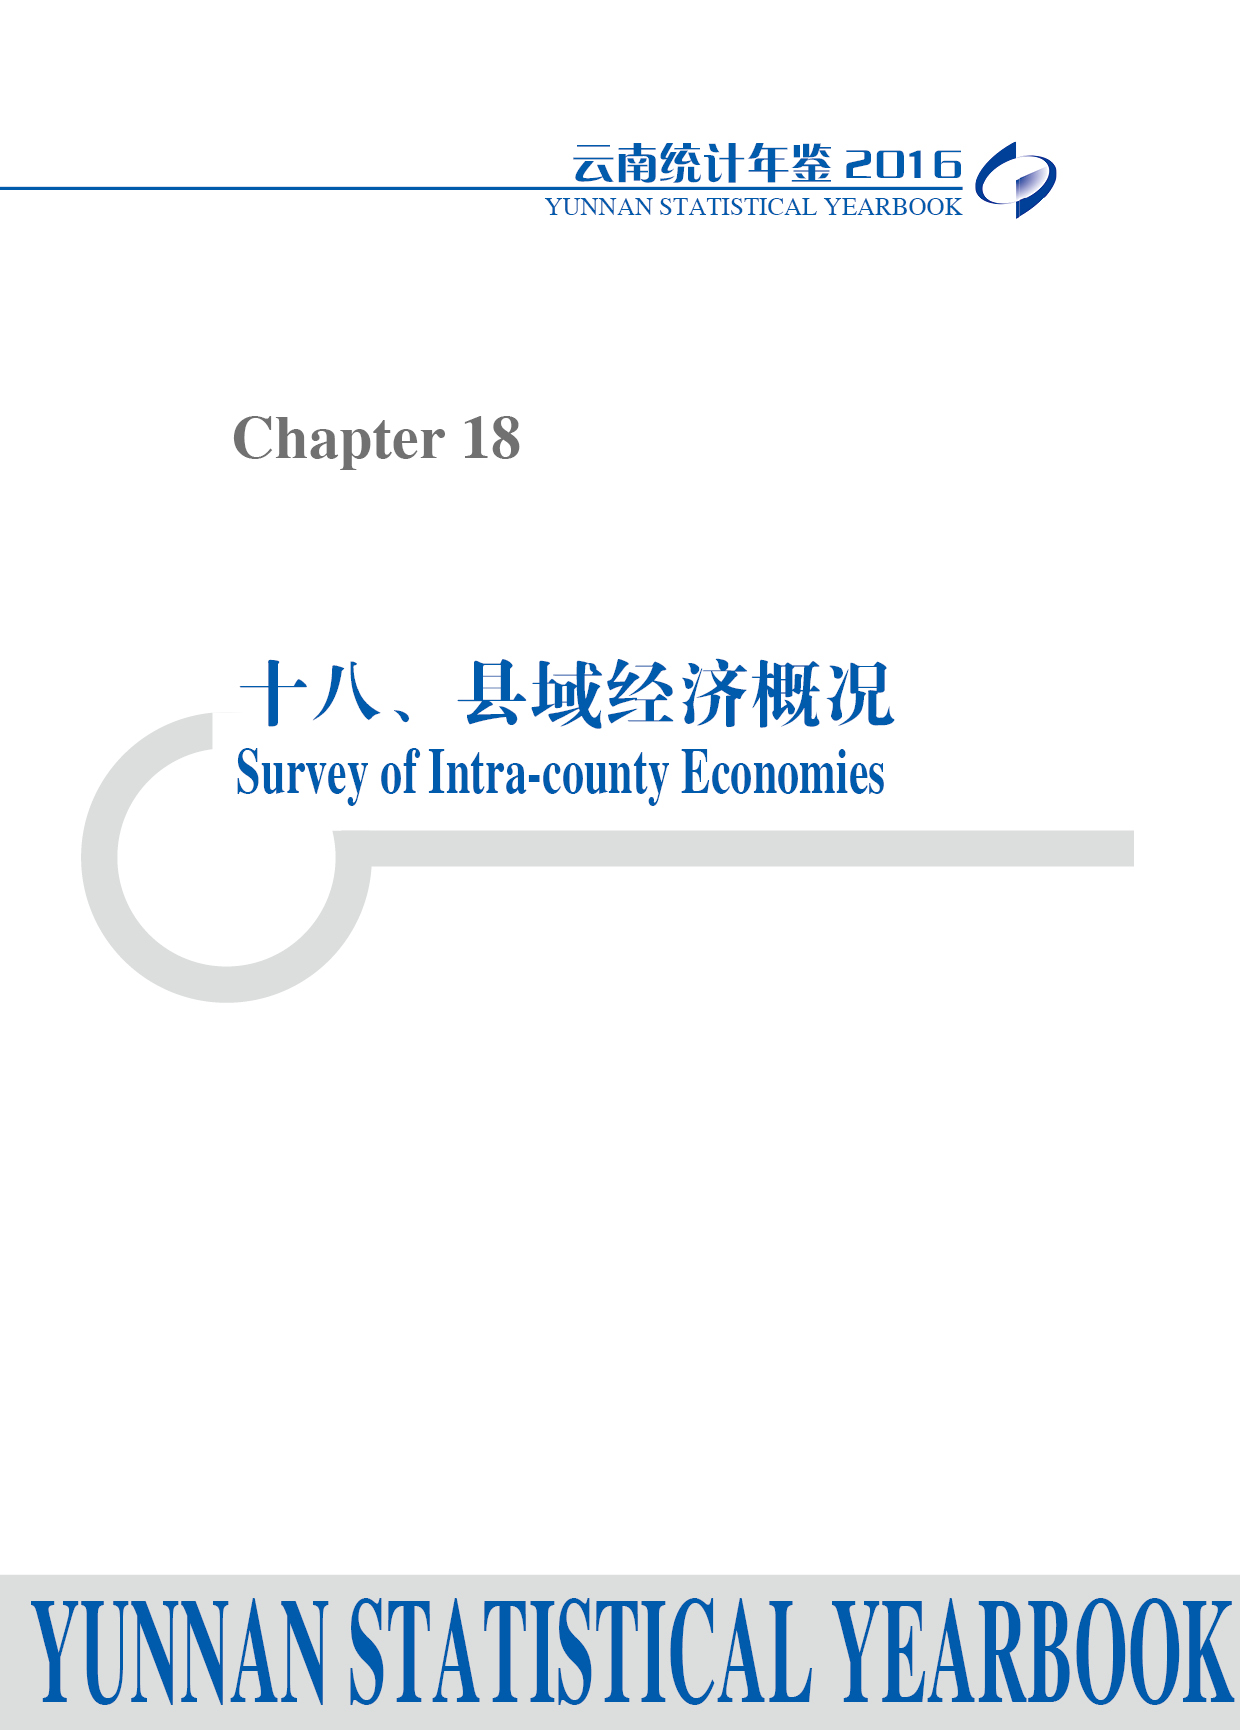 云南统计年鉴 2016
YUNNAN STATISTICAL YEARBOOK
Chapter 18
十八、县域经济概况
Survey of Intra-county Economies
YUNNAN STATISTICAL YEARBOOK